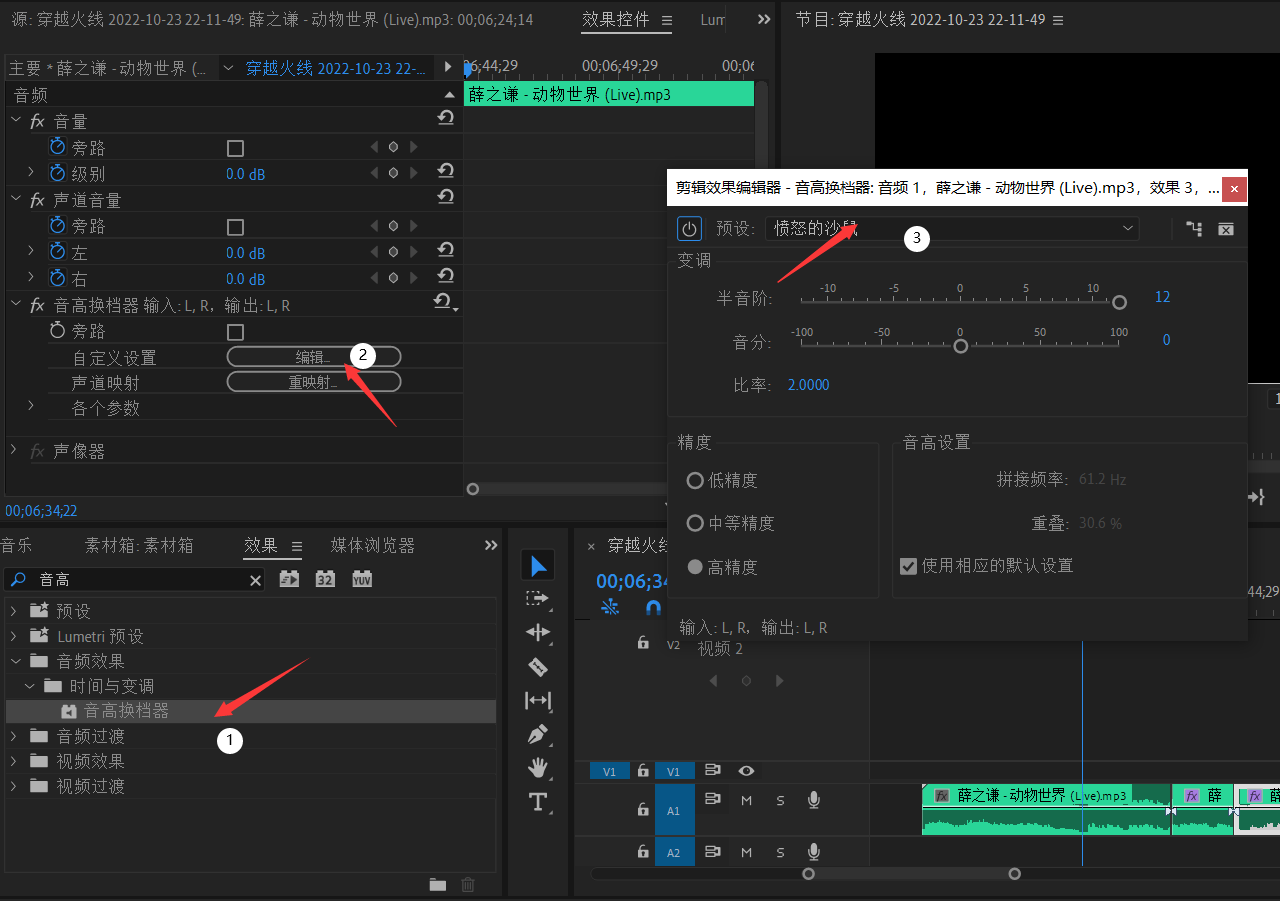 源: 穿越火线 2022-10-23 22-11-49: 薛之谦 - 动物世界 (Live).mp3: 00;06;24;14
效果控件
Lum
节目: 穿越火线 2022-10-23 22-11-49
主要 * 薛之谦 - 动物世界 (...
穿越火线 2022-10-23 22-...
06;44;29
00;06;49;29
00;06
音频
薛之谦 - 动物世界 (Live).mp3
fx 音量
旁路
级别
0.0 dB
fx 声道音量
旁路
左
0.0 dB
右
0.0 dB
fx 音高换档器 输入: L, R，输出: L, R
旁路
自定义设置
编辑...
2
声道映射
重映射...
各个参数
fx 声像器
00;06;34;22
剪辑效果编辑器 - 音高换档器: 音频 1，薛之谦 - 动物世界 (Live).mp3，效果 3，...
预设:
愤怒的沙鼠
3
变调
半音阶:
-10
-5
0
5
10
12
音分:
-100
-50
0
50
100
0
比率:
2.0000
精度
低精度
中等精度
高精度
音高设置
拼接频率:
61.2 Hz
重叠:
30.6 %
使用相应的默认设置
输入: L, R，输出: L, R
音乐
素材箱: 素材箱
效果
媒体浏览器
音高
32
YUV
预设
Lumetri 预设
音频效果
时间与变调
音高换档器
1
音频过渡
视频效果
视频过渡
穿越火线
00;06;34
44;29
V2
视频 2
V1
V1
A1
M
S
fx 薛之谦 - 动物世界 (Live).mp3
fx 薛
fx 薛
A2
M
S